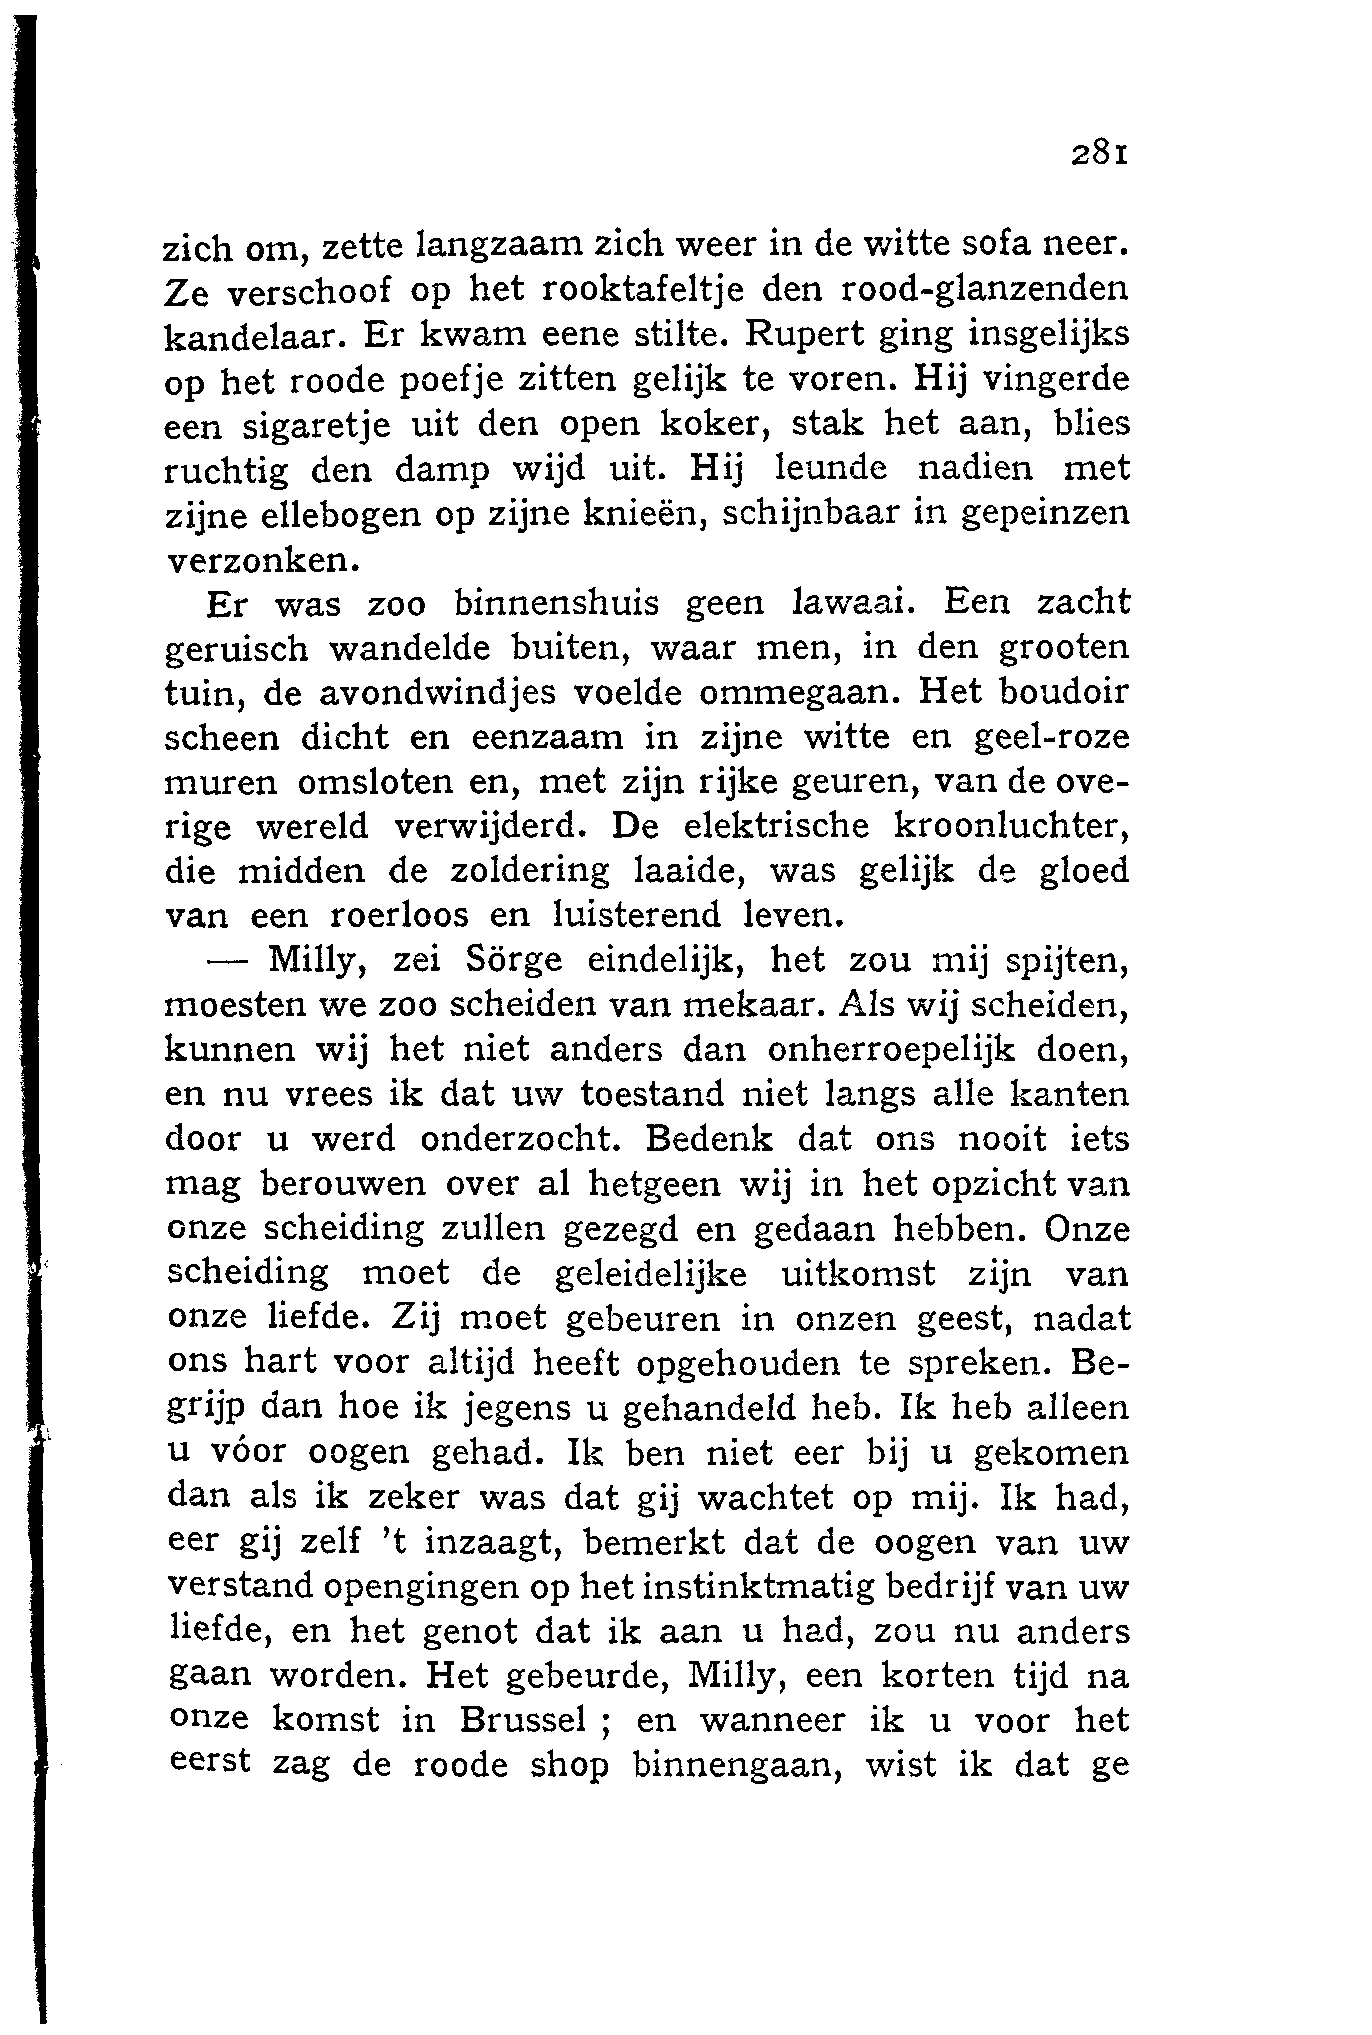 281
zich om, zette langzaam zich weer in de witte sofa neer.
Ze verschoof op het rooktafeltje den rood-glanzenden
kandelaar. Er kwam eene stilte. Rupert ging insgelijks
op het roode poefje zitten gelijk te voren. Hij vingerde
een sigaretje uit den open koker, stak het aan, blies
ruchtig den damp wijd uit. Hij leunde nadien met
zijne ellebogen op zijne knieën, schijnbaar in gepeinzen
verzonken.
Er was zoo binnenshuis geen lawaai. Een zacht
geruisch wandelde buiten, waar men, in den grooten
tuin, de avondwindjes voelde ommegaan. Het boudoir
scheen dicht en eenzaam in zijne witte en geel-roze
muren omsloten en, met zijn rijke geuren, van de ove-
rige wereld verwijderd. De elektrische kroonluchter,
die midden de zoldering laaide, was gelijk de gloed
van een roerloos en luisterend leven.
— Milly, zei Sörge eindelijk, het zou mij spijten,
moesten we zoo scheiden van mekaar. Als wij scheiden,
kunnen wij het niet anders dan onherroepelijk doen,
en nu vrees ik dat uw toestand niet langs alle kanten
door u werd onderzocht. Bedenk dat ons nooit iets
mag berouwen over al hetgeen wij in het opzicht van
onze scheiding zullen gezegd en gedaan hebben. Onze
scheiding moet de geleidelijke uitkomst zijn van
onze liefde. Zij moet gebeuren in onzen geest, nadat
ons hart voor altijd heeft opgehouden te spreken. Be-
grijp dan hoe ik jegens u gehandeld heb. Ik heb alleen
u vóor oogen gehad. Ik ben niet eer bij u gekomen
dan als ik zeker was dat gij wachtet op mij. Ik had,
eer gij zelf 't inzaagt, bemerkt dat de oogen van uw
verstand opengingen op het instinktmatig bedrijf van uw
liefde, en het genot dat ik aan u had, zou nu anders
gaan worden. Het gebeurde, Milly, een korten tijd na
onze komst in Brussel ; en wanneer ik u voor het
eerst zag de roode shop binnengaan, wist ik dat ge